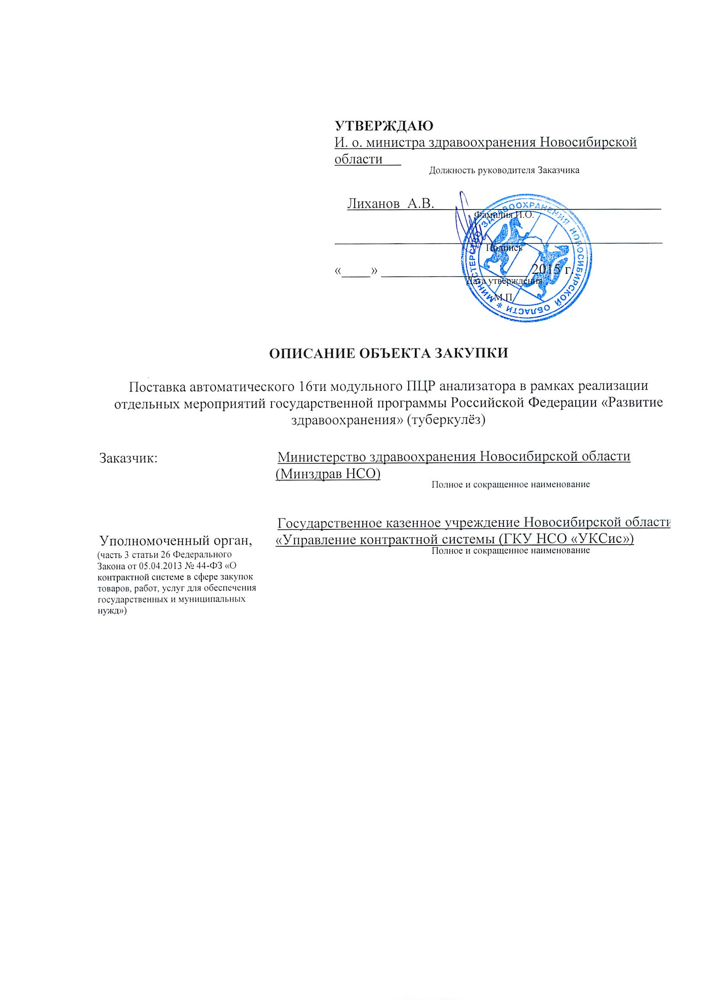 УТВЕРЖДАЮ
И. о. министра здравоохранения Новосибирской
области___
Должность руководителя Заказчика
Лиханов А.В.
Фамилия И.О.
Подпись
«____» ____________________ 2015 г.
Дата утверждения
М.П.
* МИНИСТЕРСТВО ЗДРАВООХРАНЕНИЯ НОВОСИБИРСКОЙ ОБЛАСТИ
ОПИСАНИЕ ОБЪЕКТА ЗАКУПКИ
Поставка автоматического 16ти модульного ПЦР анализатора в рамках реализации
отдельных мероприятий государственной программы Российской Федерации «Развитие
здравоохранения» (туберкулёз)
Заказчик:
Министерство здравоохранения Новосибирской области
(Минздрав НСО)
Полное и сокращенное наименование
Государственное казенное учреждение Новосибирской области
«Управление контрактной системы (ГКУ НСО «УКСис»)
Полное и сокращенное наименование
Уполномоченный орган,
(часть 3 статьи 26 Федерального
Закона от 05.04.2013 № 44-ФЗ «О
контрактной системе в сфере закупок
товаров, работ, услуг для обеспечения
государственных и муниципальных
нужд»)